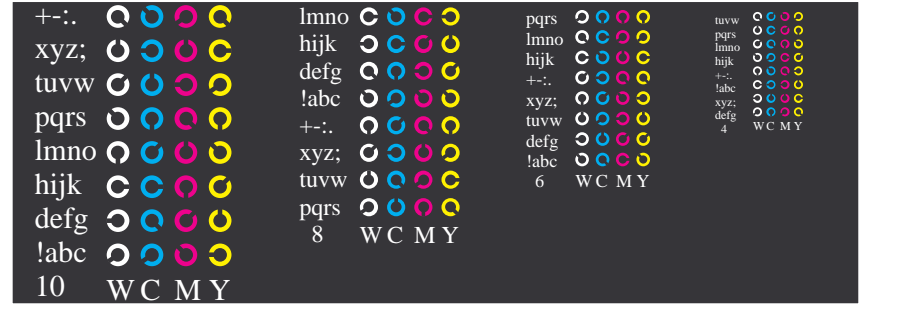 +-:.
xyz;
tuvw
pqrs
lmno
hijk
defg
!abc
10 W C M Y
lmno
hijk
defg
!abc
+-:.
xyz;
tuvw
pqrs
8 W C M Y
pqrs
lmno
hijk
+-:.
xyz;
tuvw
defg
!abc
6 W C M Y
tuvw
pqrs
lmno
hijk
+-:.
!abc
xyz;
defg
4 W C M Y